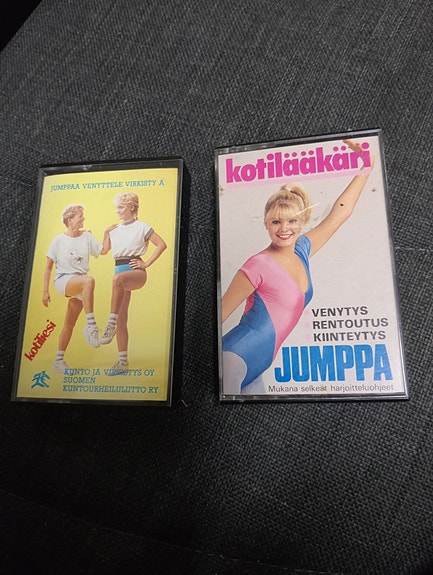 JUMPPAA VENYTTELE VIRKISTY A
kotiliesi
KUNTO JA VIRKISTYS OY
SUOMEN
KUNTOURHEILULIITTO RY
kotilääkäri
VENYTYS
RENTOUTUS
KIINTEYTYS
JUMPPA
Mukana selkeät harjoitteluohjeet